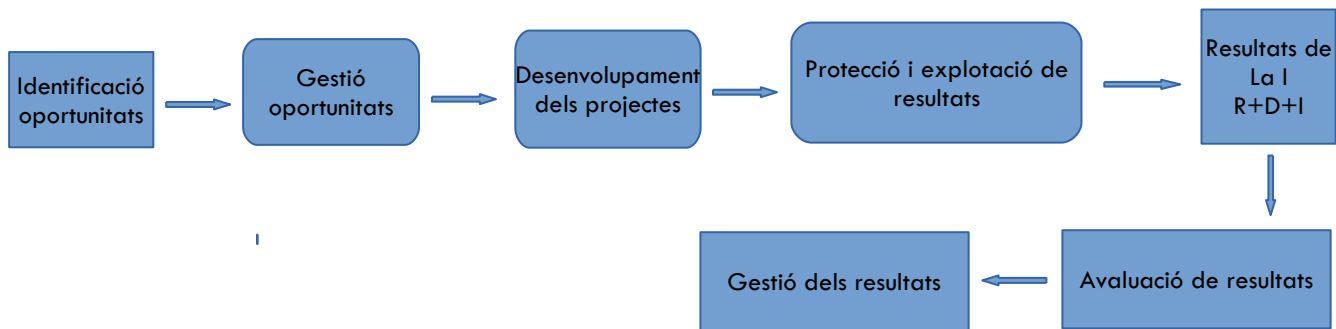 Identificació
oportunitats
Gestió
oportunitats
Desenvolupament
dels projectes
Protecció i explotació de
resultats
Resultats de
La I
R+D+I
Gestió dels resultats
Avaluació de resultats